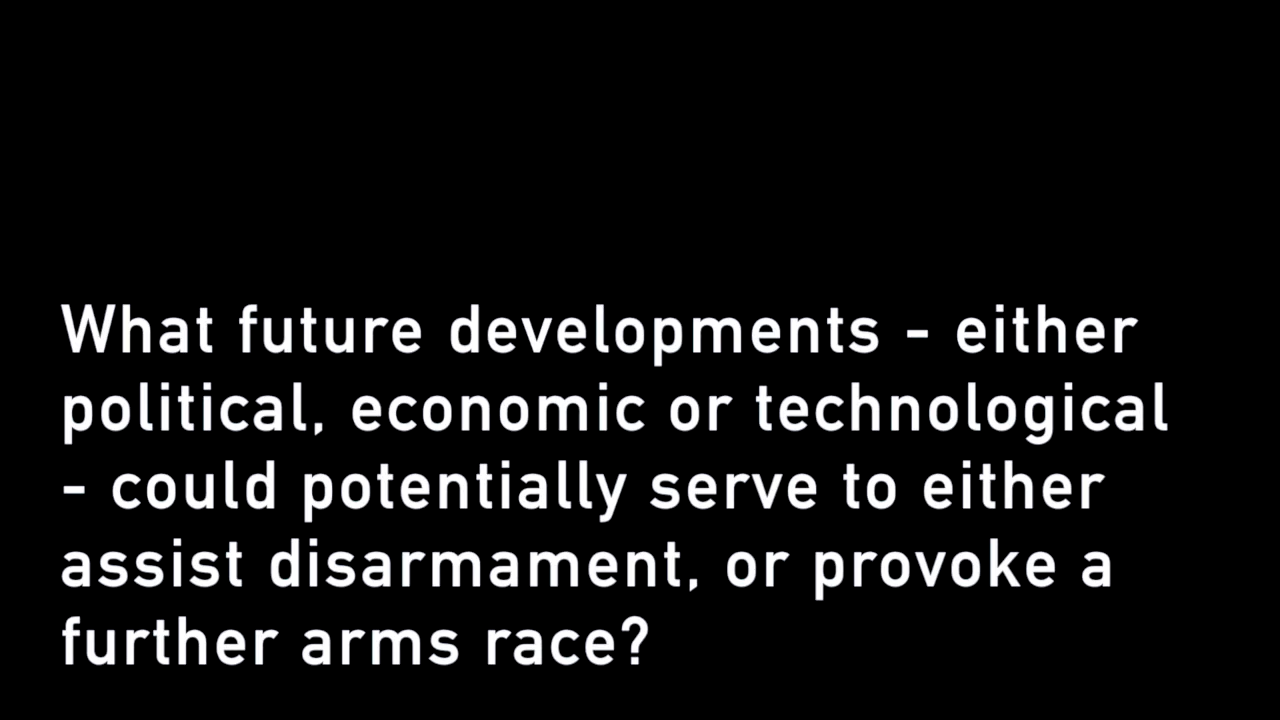 What future developments - either
political, economic or technological
- could potentially serve to either
assist disarmament, or provoke a
further arms race?